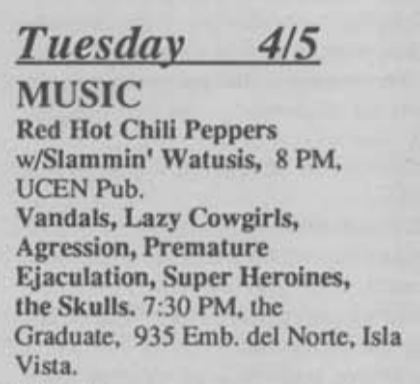 Tuesday 4/5
MUSIC
Red Hot Chili Peppers
w/Slammin' Watusis, 8 PM,
UCEN Pub.
Vandals, Lazy Cowgirls,
Agression, Premature
Ejaculation, Super Heroines,
the Skulls. 7:30 PM, the
Graduate, 935 Emb. del Norte, Isla
Vista.